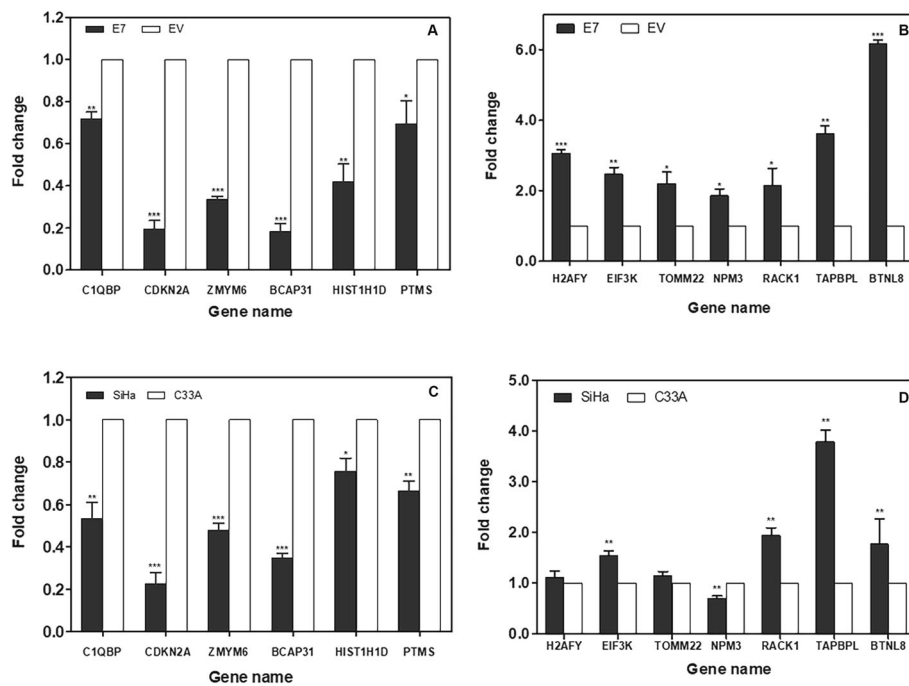 E7 EV A
1.2
1.0
0.8
0.6
0.4
0.2
0.0
Fold change
** *** *** *** ** *
C1QBP CDKN2A ZMYM6 BCAP31 HIST1H1D PTMS
Gene name
E7 EV B
6.0
4.0
2.0
0.0
Fold change
*** ** * * * ** ***
H2AFY EIF3K TOMM22 NPM3 RACK1 TAPBPL BTNL8
Gene name
SiHa C33A C
1.2
1.0
0.8
0.6
0.4
0.2
0.0
Fold change
** *** *** *** * **
C1QBP CDKN2A ZMYM6 BCAP31 HIST1H1D PTMS
Gene name
SiHa C33A D
5.0
4.0
3.0
2.0
1.0
0.0
Fold change
** ** ** ** **
H2AFY EIF3K TOMM22 NPM3 RACK1 TAPBPL BTNL8
Gene name